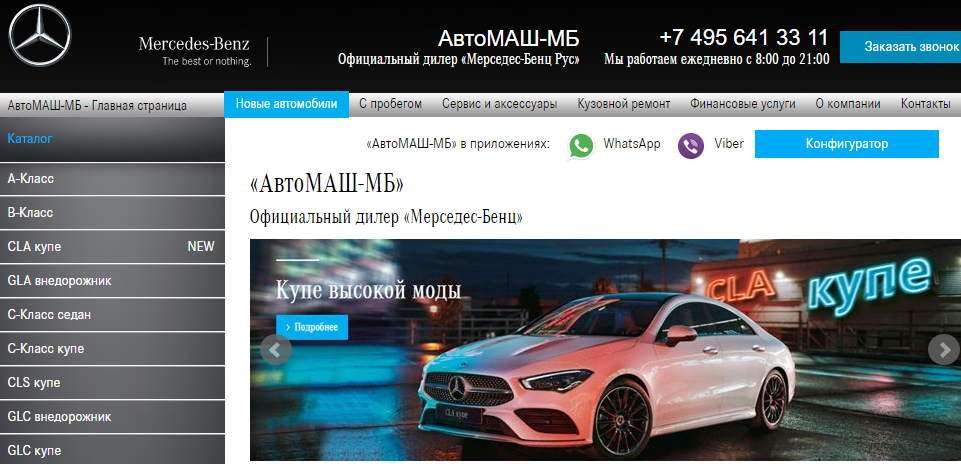 Mercedes-Benz
The best or nothing.
АвтоМАШ-МБ
Официальный дилер «Мерседес-Бенц Рус»
+7 495 641 33 11
Мы работаем ежедневно с 8:00 до 21:00
Заказать звонок
АвтоМАШ-МБ - Главная страница
Новые автомобили
С пробегом
Сервис и аксессуары
Кузовной ремонт
Финансовые услуги
О компании
Контакты
Каталог
А-Класс
В-Класс
CLA купе NEW
GLA внедорожник
С-Класс седан
С-Класс купе
CLS купе
GLC внедорожник
GLC купе
«АвтоМАШ-МБ» в приложениях:
WhatsApp
Viber
Конфигуратор
«АвтоМАШ-МБ»
Официальный дилер «Мерседес-Бенц»
Купе высокой моды
› Подробнее
CLA купе
CLA купе